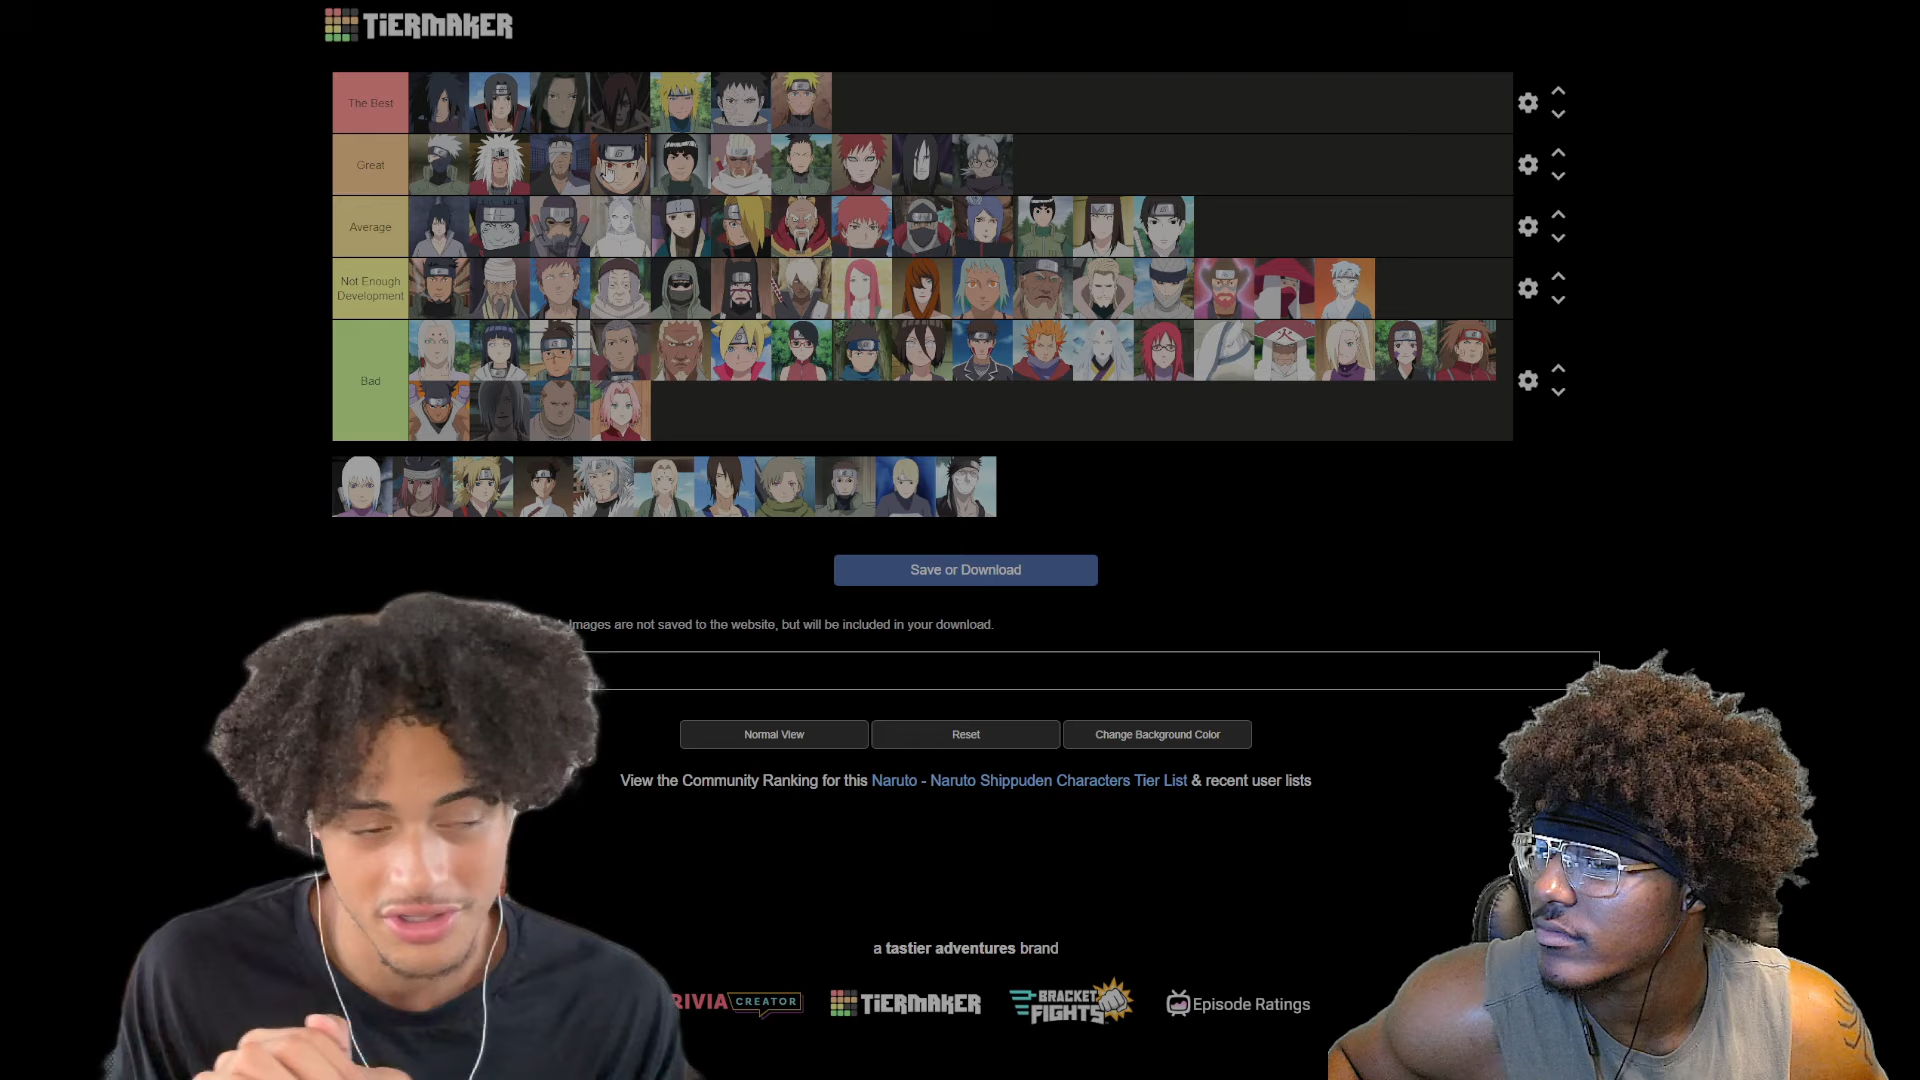 TiERMAKER
The Best
Great
Average
Not Enough
Development
Bad
Save or Download
Images are not saved to the website, but will be included in your download.
Normal View
Reset
Change Background Color
View the Community Ranking for this Naruto - Naruto Shippuden Characters Tier List & recent user lists
a tastier adventures brand
RIVIA CREATOR
TiERMAKER
BRACKET
FIGHTS
Episode Ratings